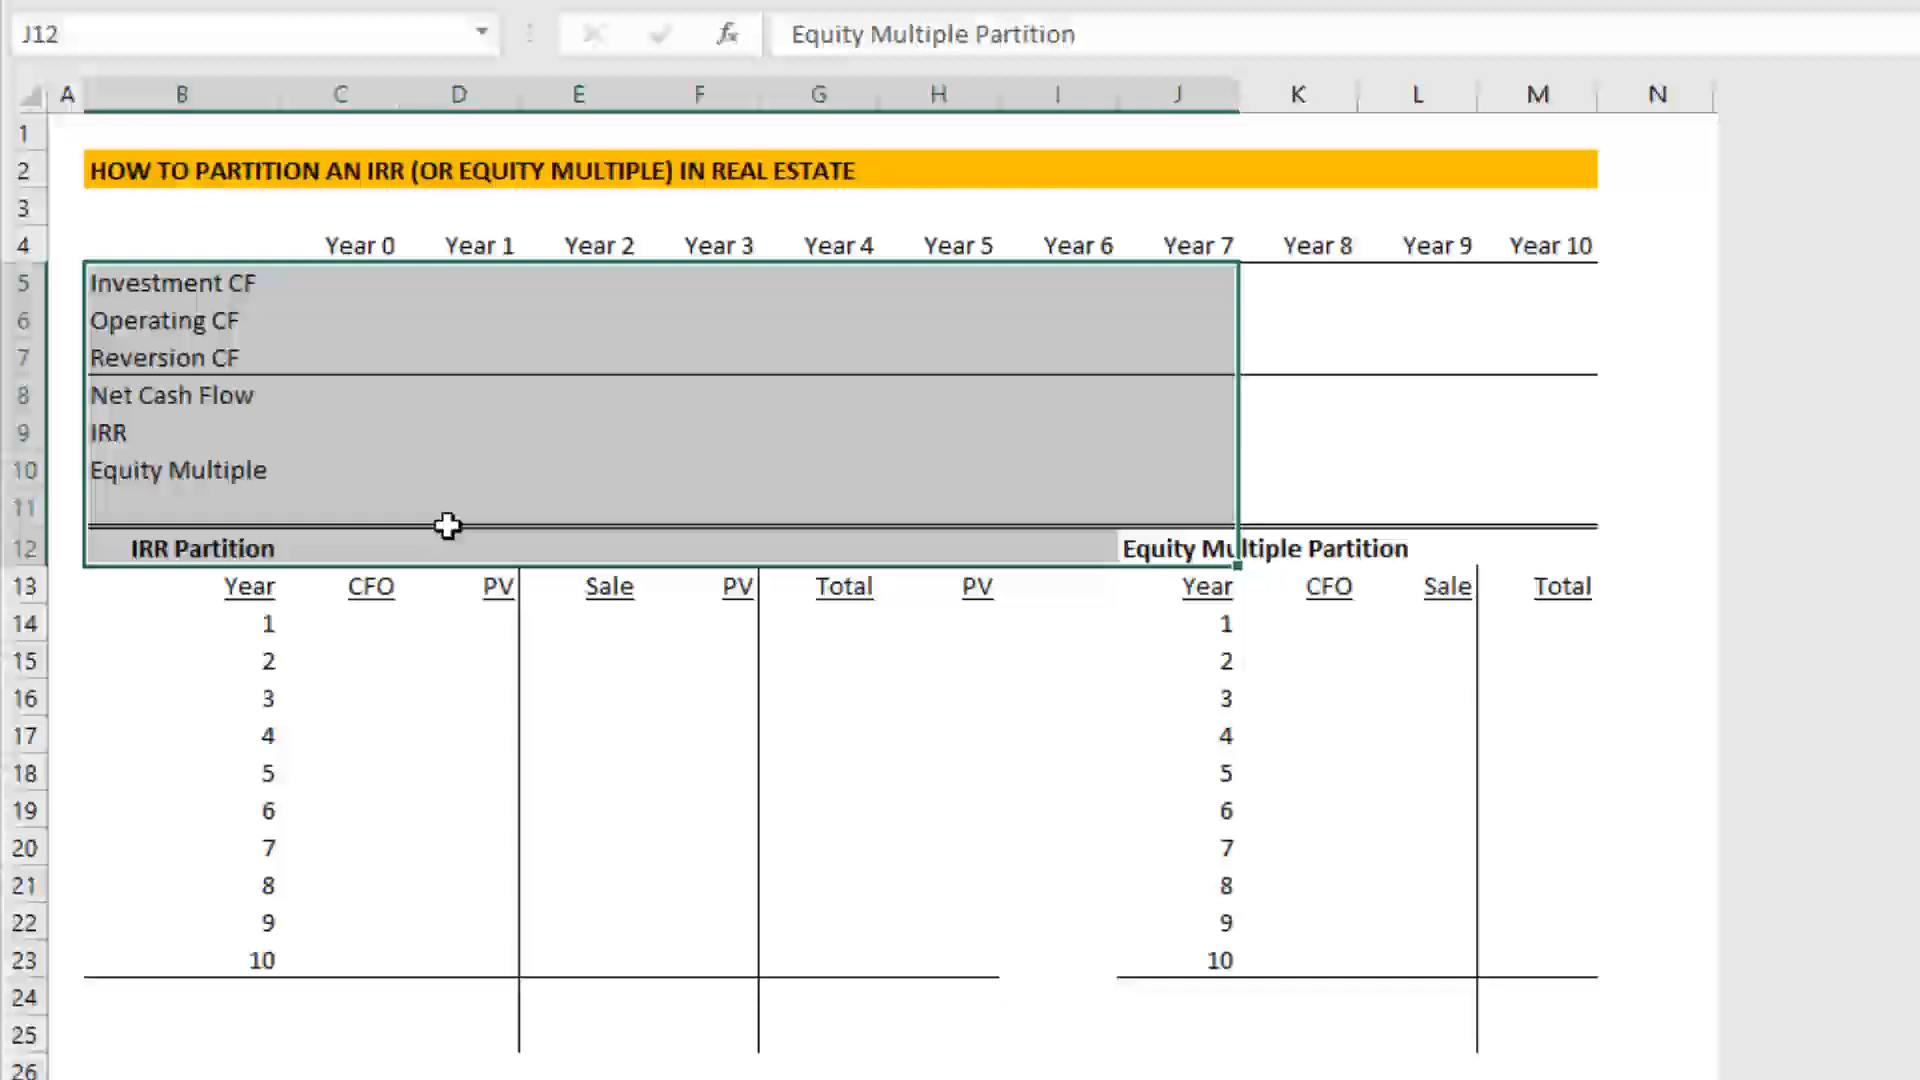 J12 fx Equity Multiple Partition
A B C D E F G H I J K L M N
1
2 HOW TO PARTITION AN IRR (OR EQUITY MULTIPLE) IN REAL ESTATE
3
4 Year 0 Year 1 Year 2 Year 3 Year 4 Year 5 Year 6 Year 7 Year 8 Year 9 Year 10
5 Investment CF
6 Operating CF
7 Reversion CF
8 Net Cash Flow
9 IRR
10 Equity Multiple
11
12 IRR Partition Equity Multiple Partition
13 Year CFO PV Sale PV Total PV Year CFO Sale Total
14 1 1
15 2 2
16 3 3
17 4 4
18 5 5
19 6 6
20 7 7
21 8 8
22 9 9
23 10 10
24
25
26